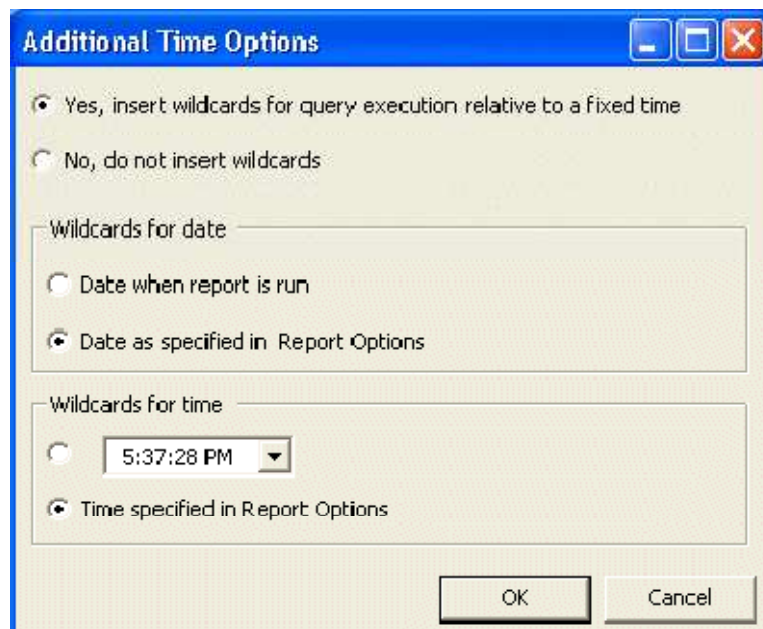 Additional Time Options
Yes, insert wildcards for query execution relative to a fixed time
No, do not insert wildcards
Wildcards for date
Date when report is run
Date as specified in Report Options
Wildcards for time
5:37:28 PM
Time specified in Report Options
OK Cancel